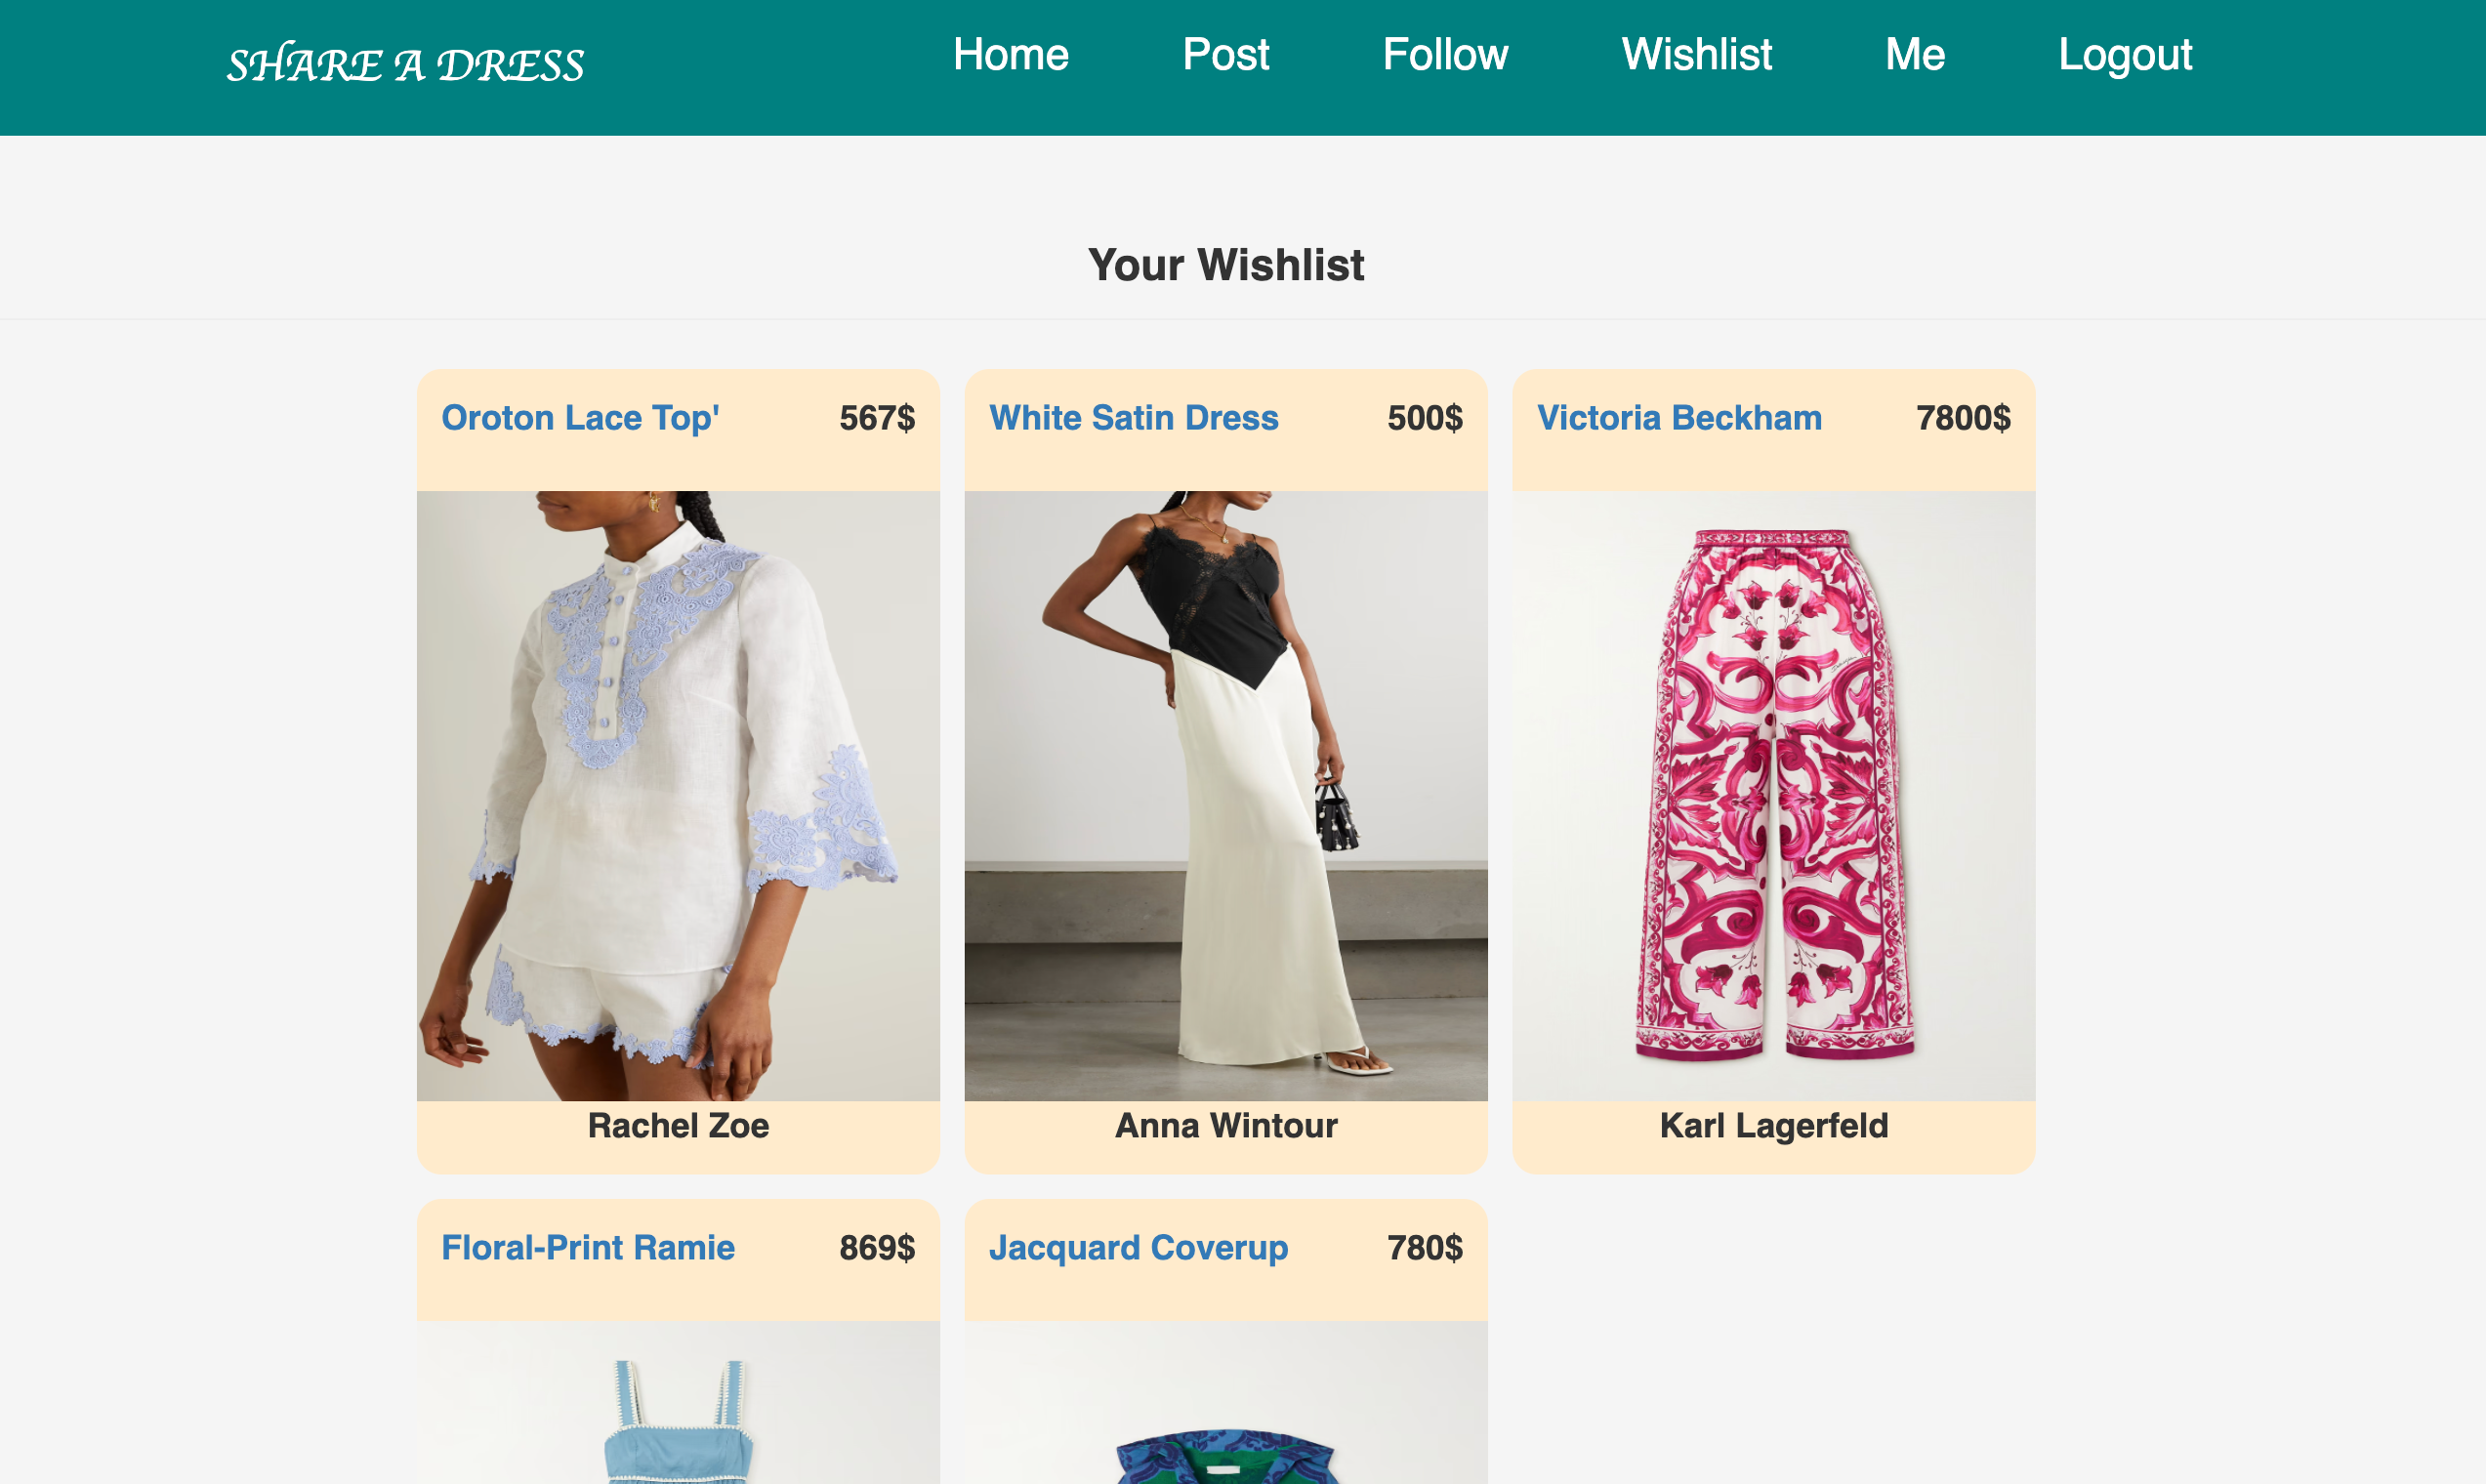 SHARE A DRESS
Home Post Follow Wishlist Me Logout
Your Wishlist
Oroton Lace Top' 567$
White Satin Dress 500$
Victoria Beckham 7800$
Rachel Zoe
Anna Wintour
Karl Lagerfeld
Floral-Print Ramie 869$
Jacquard Coverup 780$